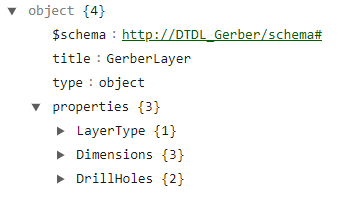 object {4}
$schema : http://DTDL_Gerber/schema#
title : GerberLayer
type : object
properties {3}
LayerType {1}
Dimensions {3}
DrillHoles {2}